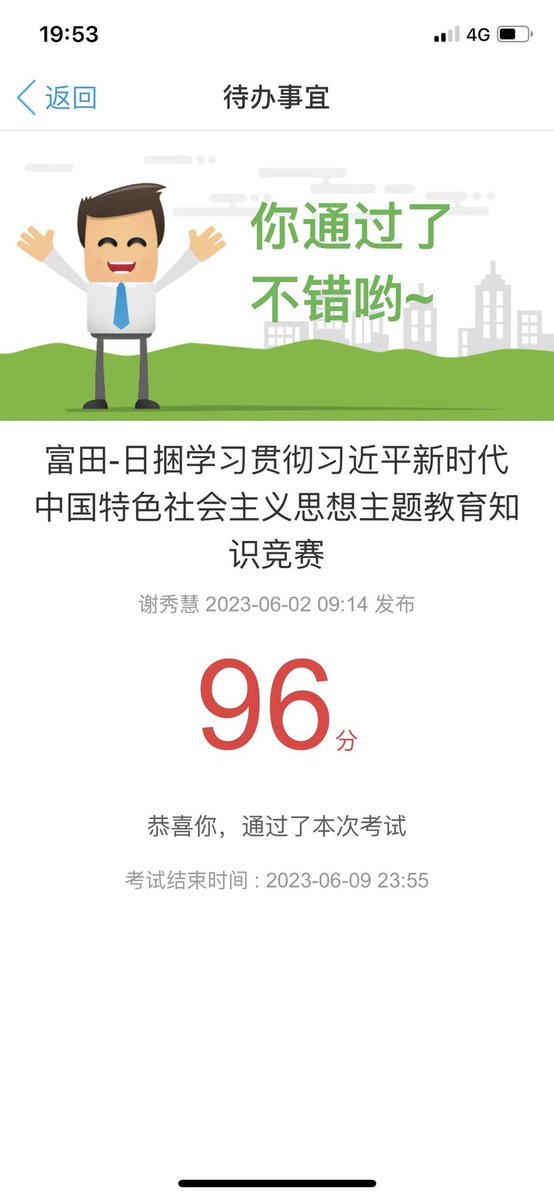 19:53
4G
返回
待办事宜
你通过了
不错哟~
富田-日捆学习贯彻习近平新时代
中国特色社会主义思想主题教育知
识竞赛
谢秀慧 2023-06-02 09:14 发布
96分
恭喜你，通过了本次考试
考试结束时间 : 2023-06-09 23:55